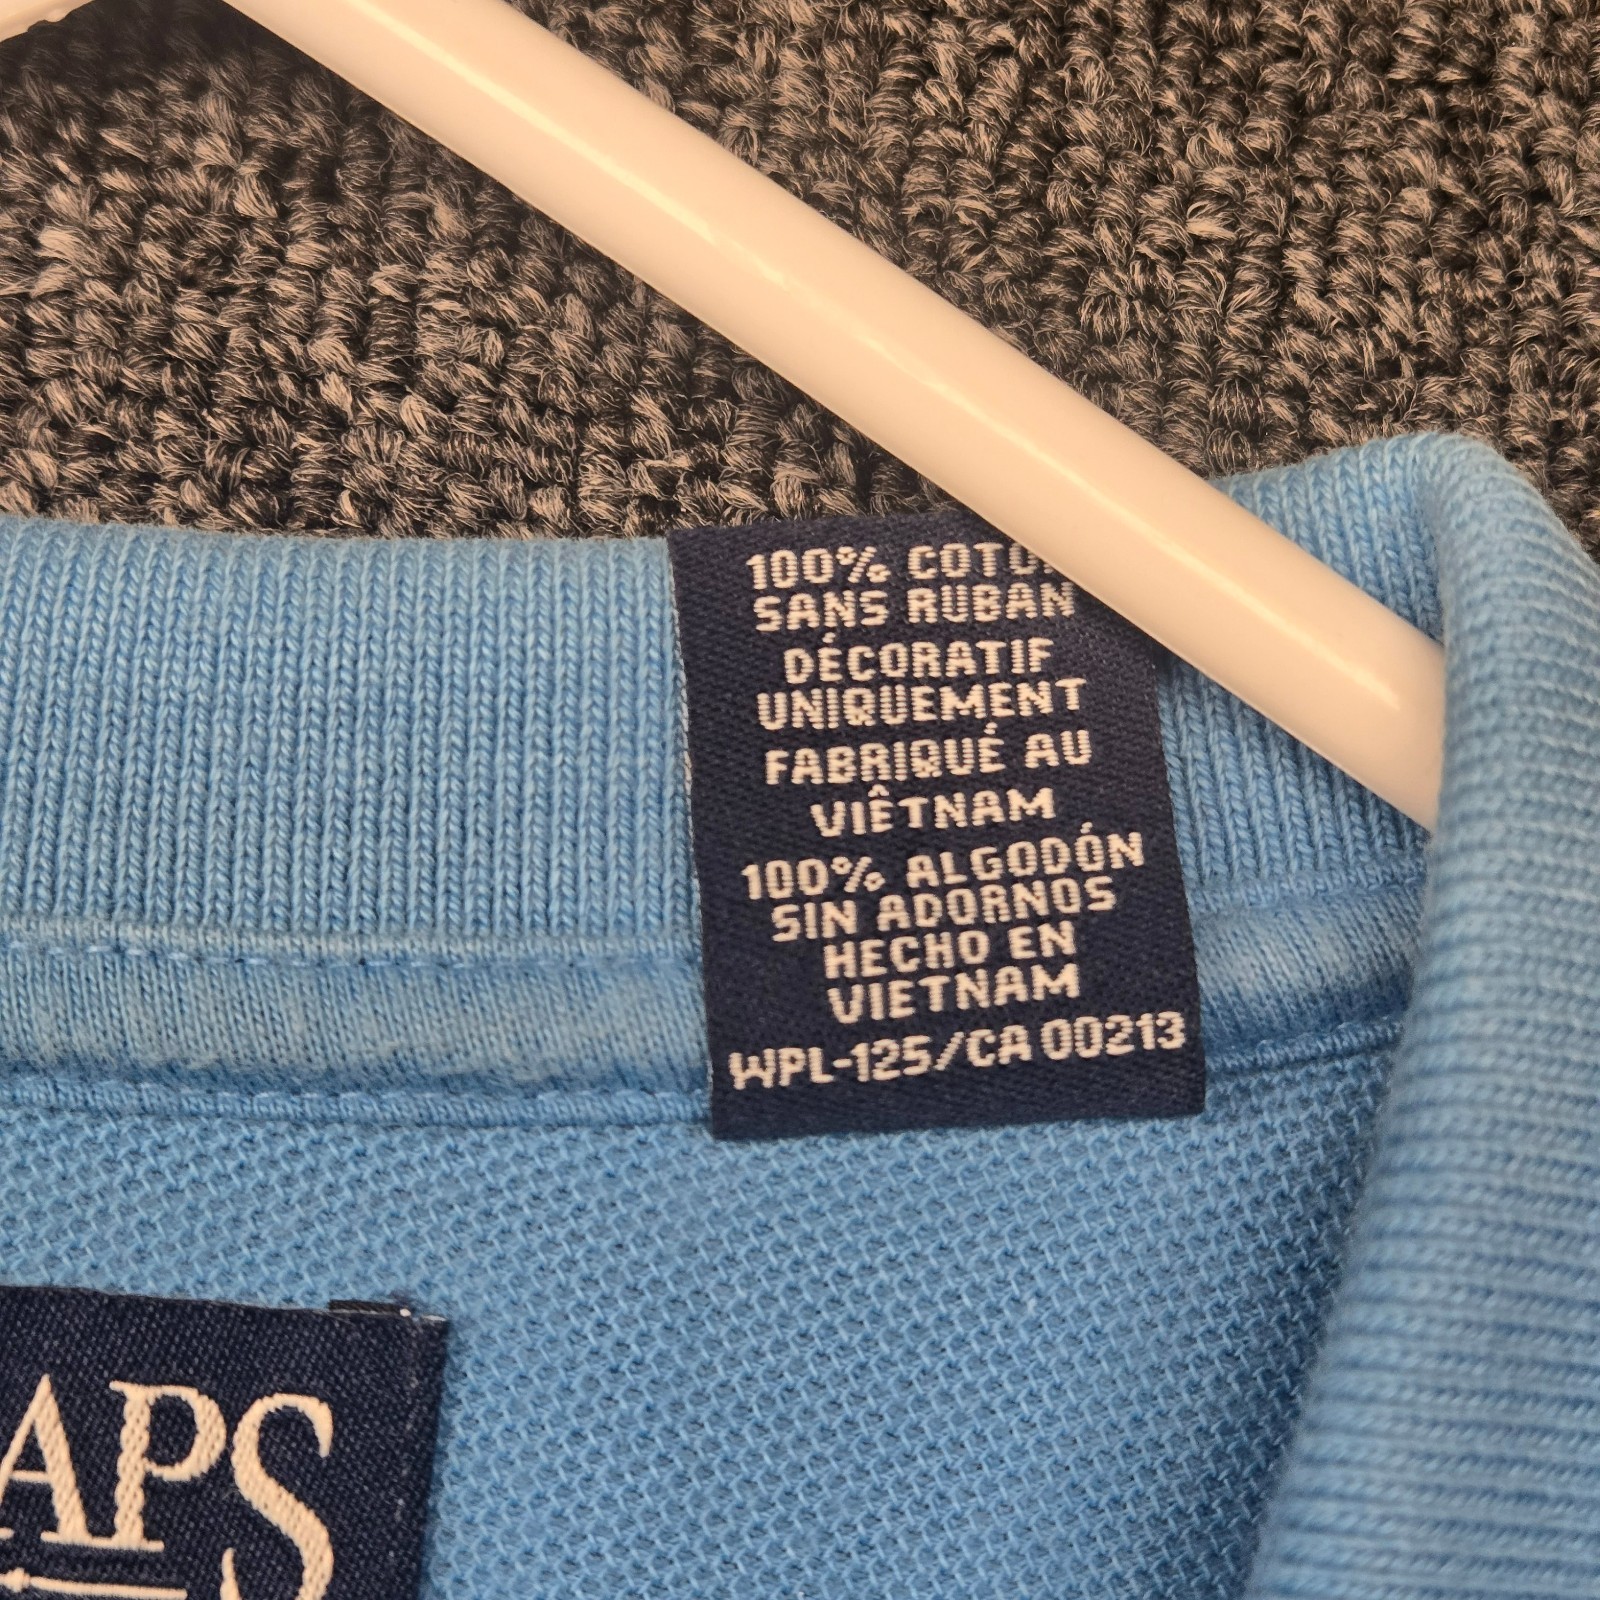 100% COTO
SANS RUBAN
DÉCORATIF
UNIQUEMENT
FABRIQUÉ AU
VIÊTNAM
100% ALGODÓN
SIN ADORNOS
HECHO EN
VIETNAM
WPL-125/CA 00213
APS